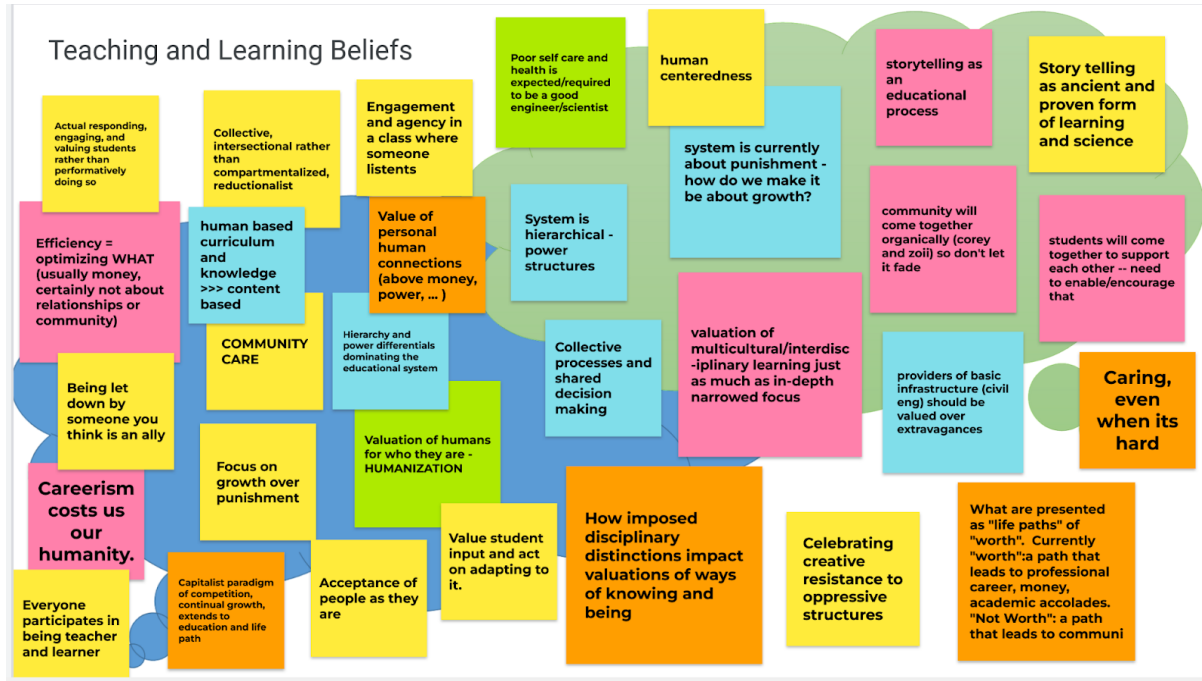 Teaching and Learning Beliefs
Actual responding,
engaging, and
valuing students
rather than
performatively
doing so
Collective,
intersectional rather
than
compartmentalized,
reductionalist
Engagement
and agency in
a class where
someone
listents
Poor self care and
health is
expected/required
to be a good
engineer/scientist
human
centeredness
storytelling as
an
educational
process
Story telling
as ancient and
proven form
of learning
and science
Efficiency =
optimizing WHAT
(usually money,
certainly not about
relationships or
community)
human based
curriculum
and
knowledge
>>> content
based
Value of
personal
human
connections
(above money,
power, ... )
System is
hierarchical -
power
structures
system is currently
about punishment -
how do we make it
be about growth?
community will
come together
organically (corey
and zoii) so don't let
it fade
students will come
together to support
each other -- need
to enable/encourage
that
COMMUNITY
CARE
Hierarchy and
power differentials
dominating the
educational system
Collective
processes and
shared
decision
making
valuation of
multicultural/interdisc
-iplinary learning just
as much as in-depth
narrowed focus
providers of basic
infrastructure (civil
eng) should be
valued over
extravagances
Caring,
even
when its
hard
Being let
down by
someone you
think is an ally
Focus on
growth over
punishment
Valuation of humans
for who they are -
HUMANIZATION
Careerism
costs us
our
humanity.
Value student
input and act
on adapting to
it.
How imposed
disciplinary
distinctions impact
valuations of ways
of knowing and
being
Celebrating
creative
resistance to
oppressive
structures
What are presented
as "life paths" of
"worth". Currently
"worth":a path that
leads to professional
career, money,
academic accolades.
"Not Worth": a path
that leads to communi
Everyone
participates in
being teacher
and learner
Capitalist paradigm
of competition,
continual growth,
extends to
education and life
path
Acceptance of
people as they
are